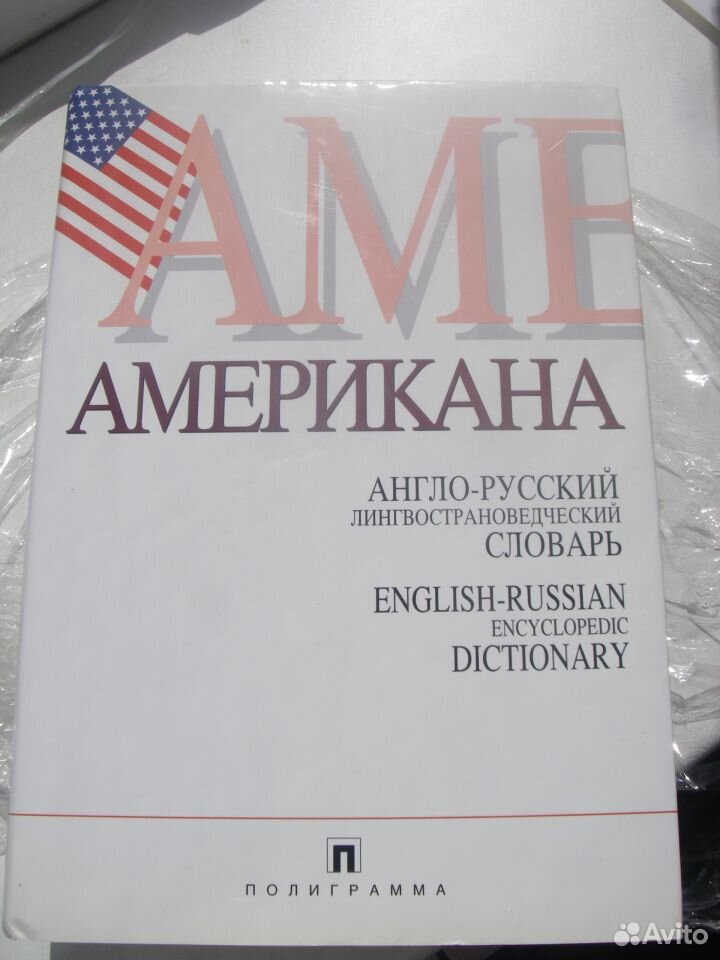 АМЕ
АМЕРИКАНА
АНГЛО-РУССКИЙ
ЛИНГВОСТРАНОВЕДЧЕСКИЙ
СЛОВАРЬ
ENGLISH-RUSSIAN
ENCYCLOPEDIC
DICTIONARY
П
ПОЛИГРАММА
Avito